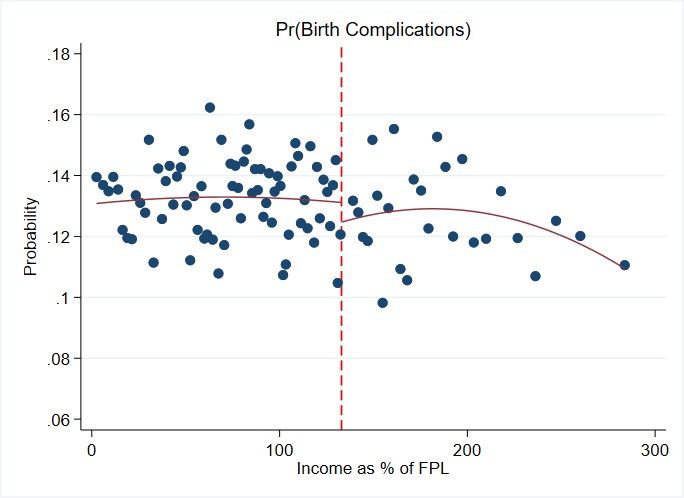 Pr(Birth Complications)
.18
.16
.14
.12
.1
.08
.06
Probability
0 100 200 300
Income as % of FPL